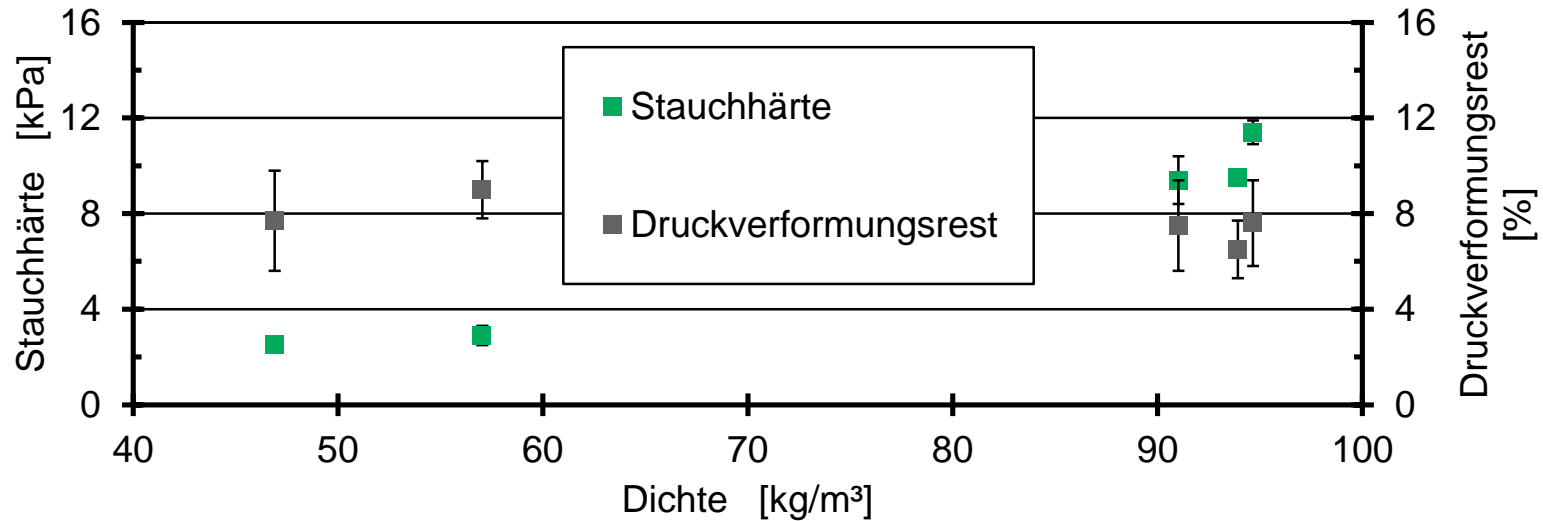 Stauchhärte [kPa]
16
12
8
4
0
Stauchhärte
Druckverformungsrest
16
12
8
4
0
Druckverformungsrest
[%]
40 50 60 70 80 90 100
Dichte [kg/m³]